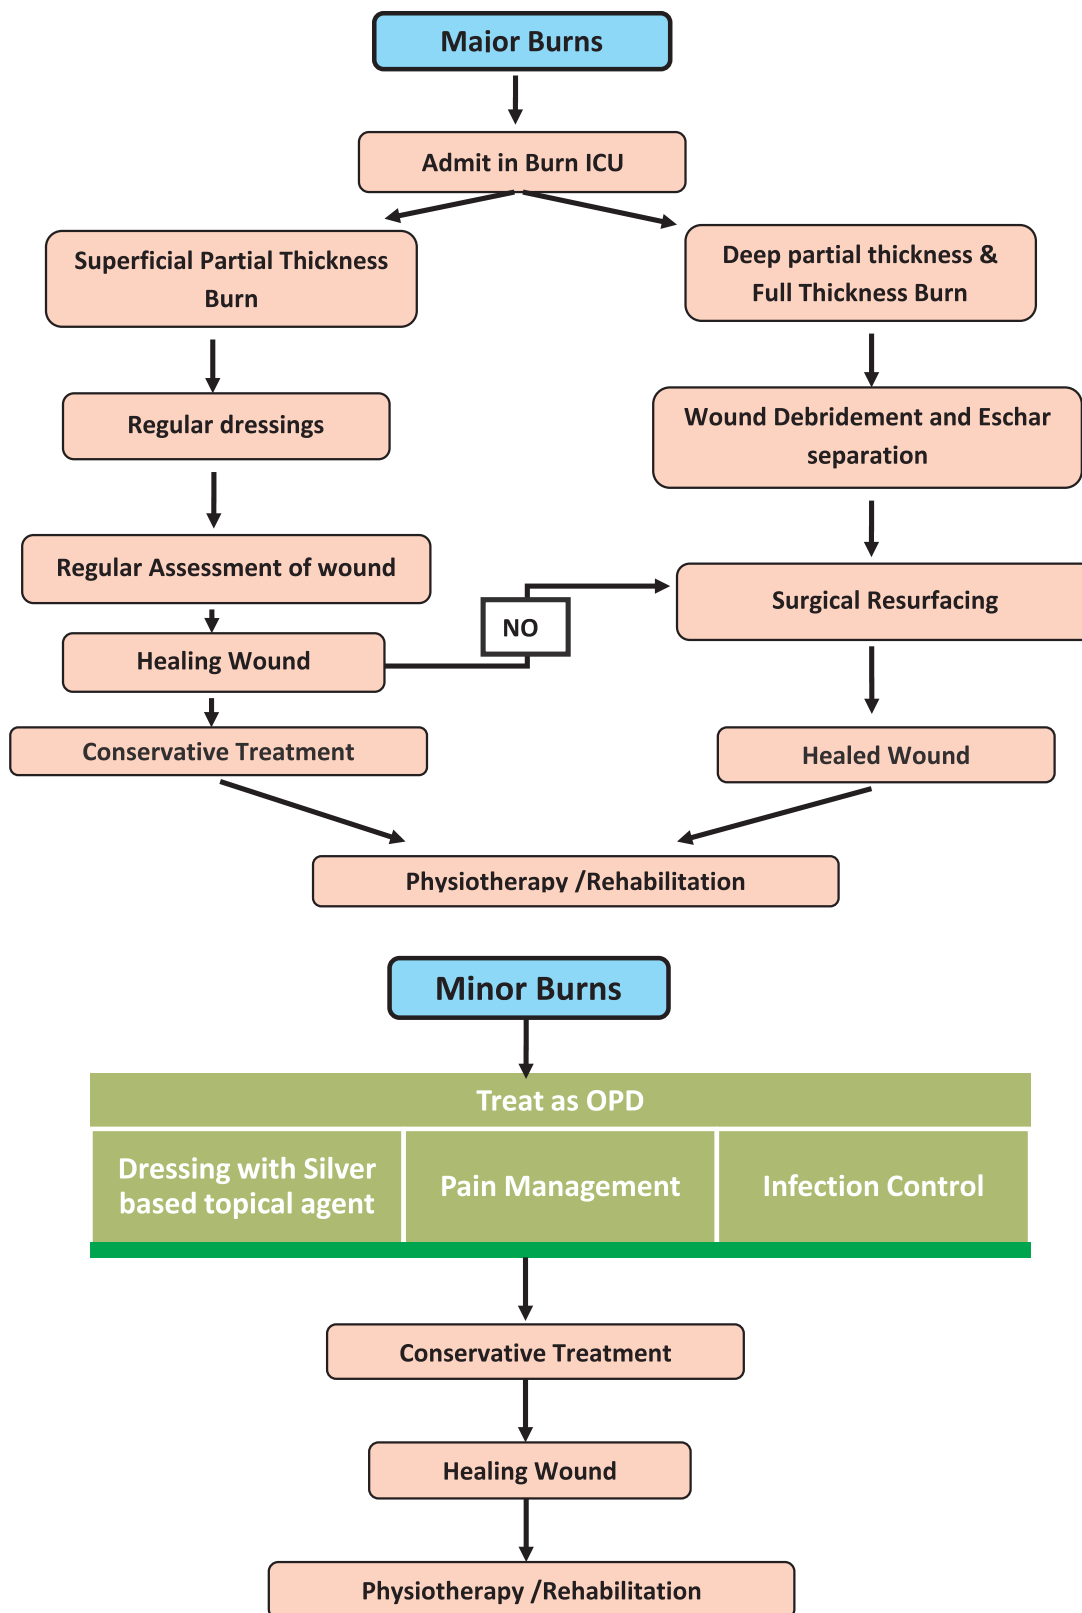 Maior Burns
Admit in Burn ICU
Superficial Partial Thickness
Burn
Deep partial thickness &
Full Thickness Burn
Regular dressings
Wound Debridement and Eschar
separation
Regular Assessment of wound
Surgical Resurfacing
NO
Healing Wound
Conservative Treatment
Healed Wound
Physiotherapy /Rehabilitation
Minor Burns
Treat as OPD
Dressing with Silver
based topical agent
Pain Management
Infection Control
Conservative Treatment
Healing Wound
Physiotherapy /Rehabilitation